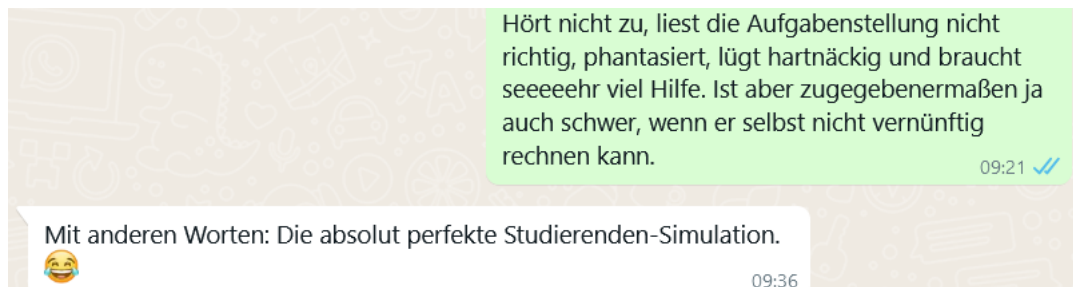 Hört nicht zu, liest die Aufgabenstellung nicht
richtig, phantasiert, lügt hartnäckig und braucht
seeeeehr viel Hilfe. Ist aber zugegebenermaßen ja
auch schwer, wenn er selbst nicht vernünftig
rechnen kann.
09:21
Mit anderen Worten: Die absolut perfekte Studierenden-Simulation.
😂
09:36